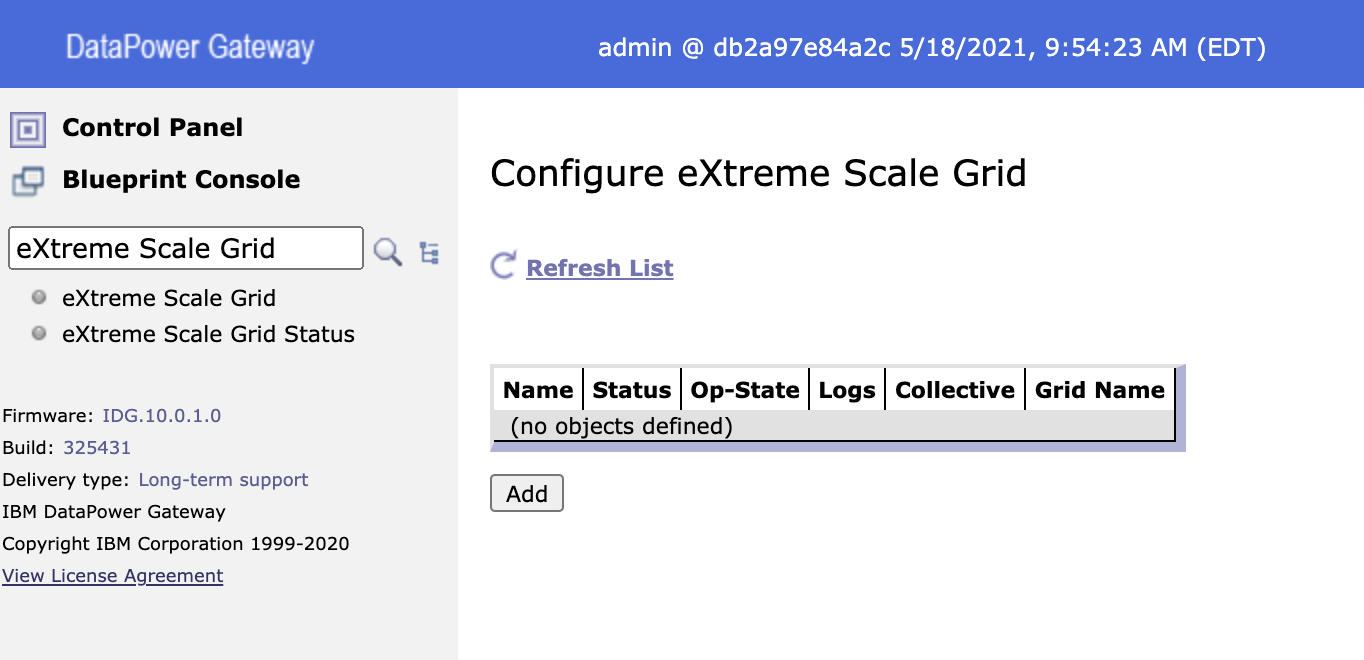 DataPower Gateway
admin @ db2a97e84a2c 5/18/2021, 9:54:23 AM (EDT)
Control Panel
Blueprint Console
eXtreme Scale Grid
eXtreme Scale Grid
eXtreme Scale Grid Status
Firmware: IDG.10.0.1.0
Build: 325431
Delivery type: Long-term support
IBM DataPower Gateway
Copyright IBM Corporation 1999-2020
View License Agreement
Configure eXtreme Scale Grid
Refresh List
Name Status Op-State Logs Collective Grid Name
(no objects defined)
Add